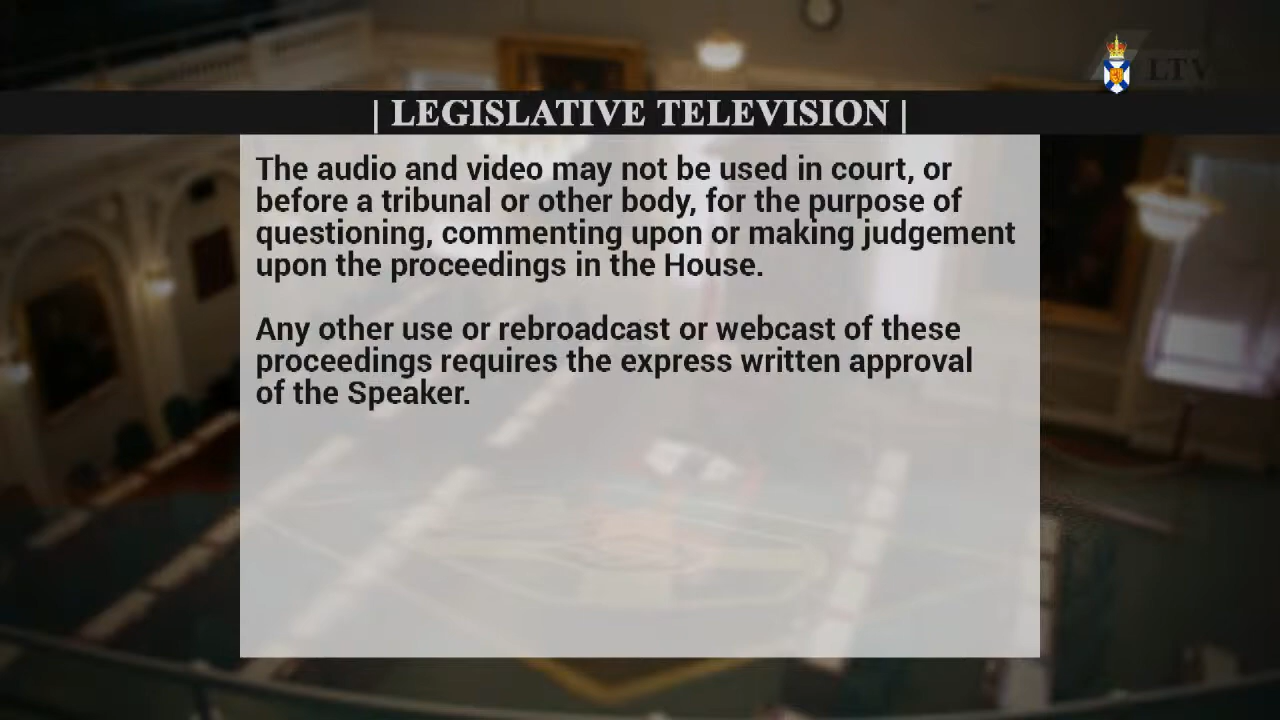 LTV
| LEGISLATIVE TELEVISION |
The audio and video may not be used in court, or
before a tribunal or other body, for the purpose of
questioning, commenting upon or making judgement
upon the proceedings in the House.
Any other use or rebroadcast or webcast of these
proceedings requires the express written approval
of the Speaker.